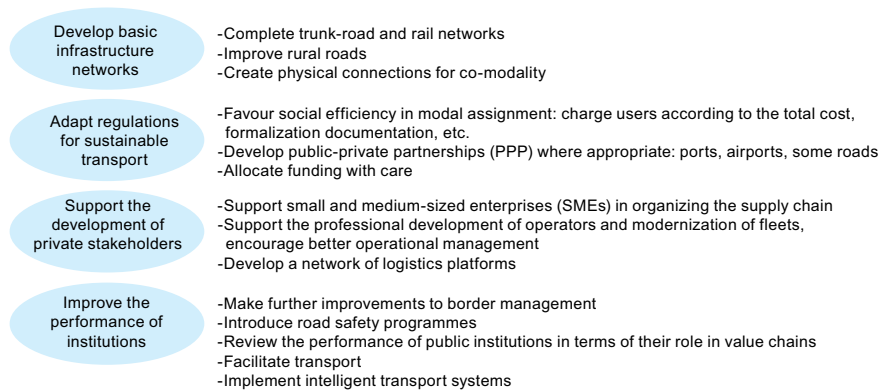 Develop basic
infrastructure
networks
-Complete trunk-road and rail networks
-Improve rural roads
-Create physical connections for co-modality
Adapt regulations
for sustainable
transport
-Favour social efficiency in modal assignment: charge users according to the total cost,
formalization documentation, etc.
-Develop public-private partnerships (PPP) where appropriate: ports, airports, some roads
-Allocate funding with care
Support the
development of
private stakeholders
-Support small and medium-sized enterprises (SMEs) in organizing the supply chain
-Support the professional development of operators and modernization of fleets,
encourage better operational management
-Develop a network of logistics platforms
Improve the
performance of
institutions
-Make further improvements to border management
-Introduce road safety programmes
-Review the performance of public institutions in terms of their role in value chains
-Facilitate transport
-Implement intelligent transport systems